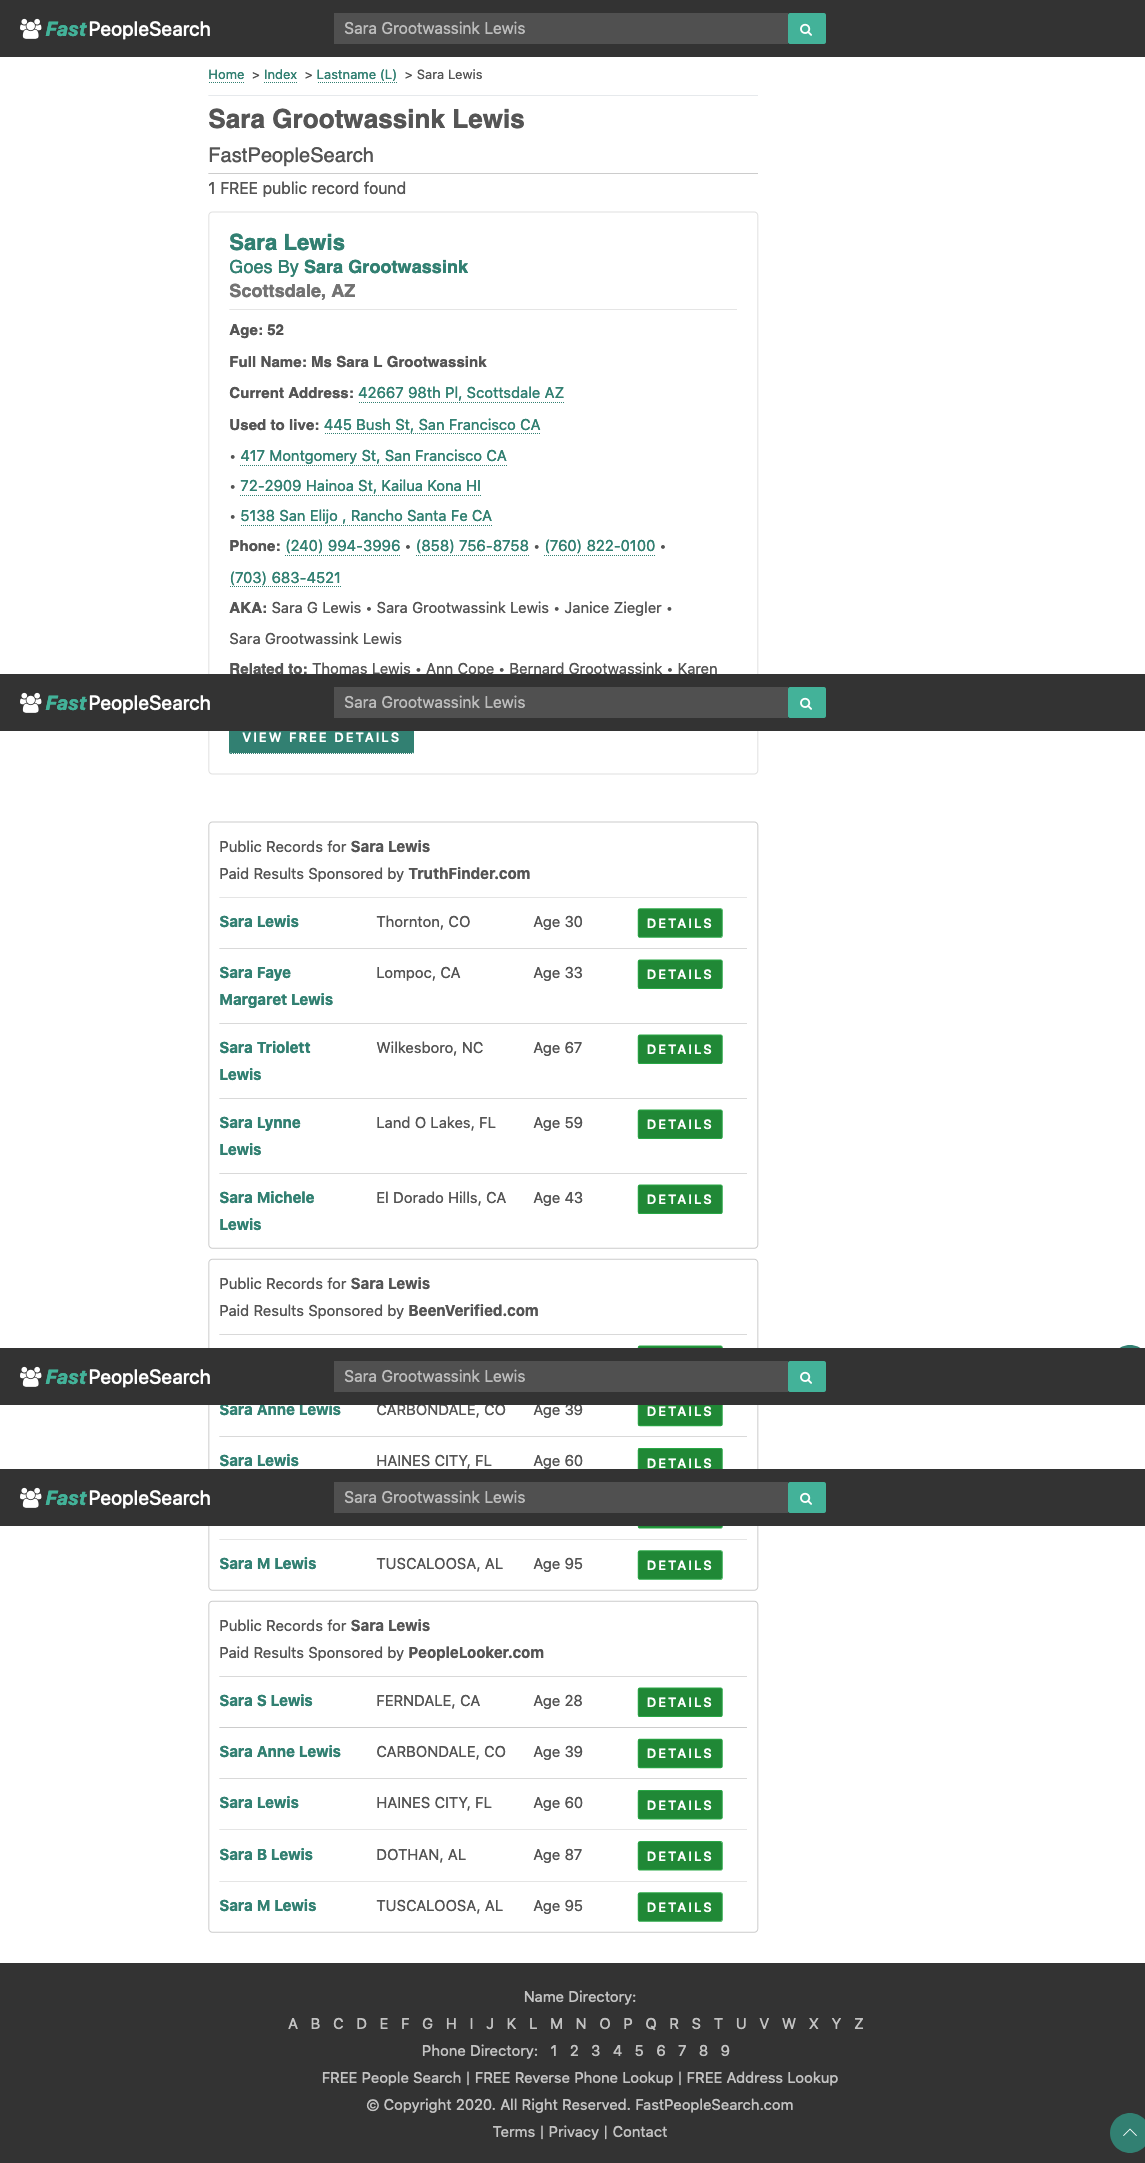 FastPeopleSearch
Sara Grootwassink Lewis
Home > Index > Lastname (L) > Sara Lewis
Sara Grootwassink Lewis
FastPeopleSearch
1 FREE public record found
Sara Lewis
Goes By Sara Grootwassink
Scottsdale, AZ
Age: 52
Full Name: Ms Sara L Grootwassink
Current Address: 42667 98th Pl, Scottsdale AZ
Used to live: 445 Bush St, San Francisco CA
• 417 Montgomery St, San Francisco CA
• 72-2909 Hainoa St, Kailua Kona HI
• 5138 San Elijo , Rancho Santa Fe CA
Phone: (240) 994-3996 • (858) 756-8758 • (760) 822-0100 •
(703) 683-4521
AKA: Sara G Lewis • Sara Grootwassink Lewis • Janice Ziegler •
Sara Grootwassink Lewis
Related to: Thomas Lewis • Ann Cope • Bernard Grootwassink • Karen
FastPeopleSearch
Sara Grootwassink Lewis
VIEW FREE DETAILS
Public Records for Sara Lewis
Paid Results Sponsored by TruthFinder.com
Sara Lewis Thornton, CO Age 30 DETAILS
Sara Faye Lompoc, CA Age 33 DETAILS
Margaret Lewis
Sara Triolett Wilkesboro, NC Age 67 DETAILS
Lewis
Sara Lynne Land O Lakes, FL Age 59 DETAILS
Lewis
Sara Michele El Dorado Hills, CA Age 43 DETAILS
Lewis
Public Records for Sara Lewis
Paid Results Sponsored by BeenVerified.com
FastPeopleSearch
Sara Grootwassink Lewis
Sara Anne Lewis CARBONDALE, CO Age 39 DETAILS
Sara Lewis HAINES CITY, FL Age 60 DETAILS
FastPeopleSearch
Sara Grootwassink Lewis
Sara M Lewis TUSCALOOSA, AL Age 95 DETAILS
Public Records for Sara Lewis
Paid Results Sponsored by PeopleLooker.com
Sara S Lewis FERNDALE, CA Age 28 DETAILS
Sara Anne Lewis CARBONDALE, CO Age 39 DETAILS
Sara Lewis HAINES CITY, FL Age 60 DETAILS
Sara B Lewis DOTHAN, AL Age 87 DETAILS
Sara M Lewis TUSCALOOSA, AL Age 95 DETAILS
Name Directory:
A B C D E F G H I J K L M N O P Q R S T U V W X Y Z
Phone Directory: 1 2 3 4 5 6 7 8 9
FREE People Search | FREE Reverse Phone Lookup | FREE Address Lookup
© Copyright 2020. All Right Reserved. FastPeopleSearch.com
Terms | Privacy | Contact